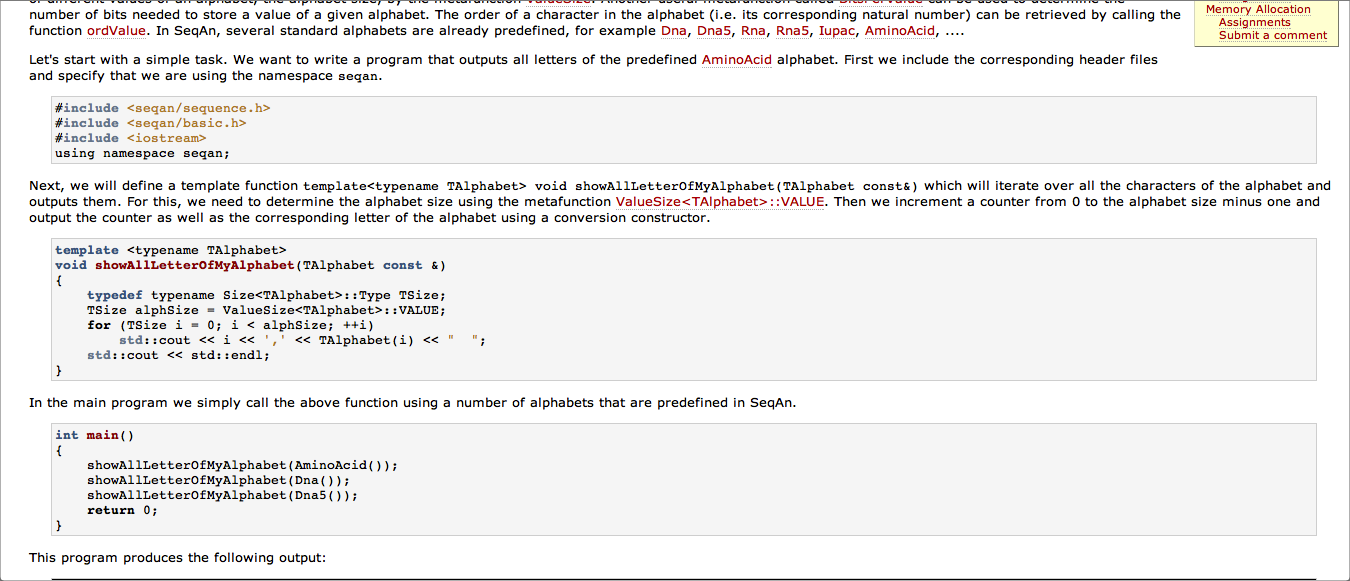 number of bits needed to store a value of a given alphabet. The order of a character in the alphabet (i.e. its corresponding natural number) can be retrieved by calling the
function ordValue. In SeqAn, several standard alphabets are already predefined, for example Dna, Dna5, Rna, Rna5, Iupac, AminoAcid, ....
Memory Allocation
Assignments
Submit a comment
Let's start with a simple task. We want to write a program that outputs all letters of the predefined AminoAcid alphabet. First we include the corresponding header files
and specify that we are using the namespace seqan.
#include <seqan/sequence.h>
#include <seqan/basic.h>
#include <iostream>
using namespace seqan;
Next, we will define a template function template<typename TAlphabet> void showAllLetterOfMyAlphabet(TAlphabet const&) which will iterate over all the characters of the alphabet and
outputs them. For this, we need to determine the alphabet size using the metafunction ValueSize<TAlphabet>::VALUE. Then we increment a counter from 0 to the alphabet size minus one and
output the counter as well as the corresponding letter of the alphabet using a conversion constructor.
template <typename TAlphabet>
void showAllLetterOfMyAlphabet(TAlphabet const &)
{
    typedef typename Size<TAlphabet>::Type TSize;
    TSize alphSize = ValueSize<TAlphabet>::VALUE;
    for (TSize i = 0; i < alphSize; ++i)
        std::cout << i << ',' << TAlphabet(i) << "  ";
    std::cout << std::endl;
}
In the main program we simply call the above function using a number of alphabets that are predefined in SeqAn.
int main()
{
    showAllLetterOfMyAlphabet(AminoAcid());
    showAllLetterOfMyAlphabet(Dna());
    showAllLetterOfMyAlphabet(Dna5());
    return 0;
}
This program produces the following output: